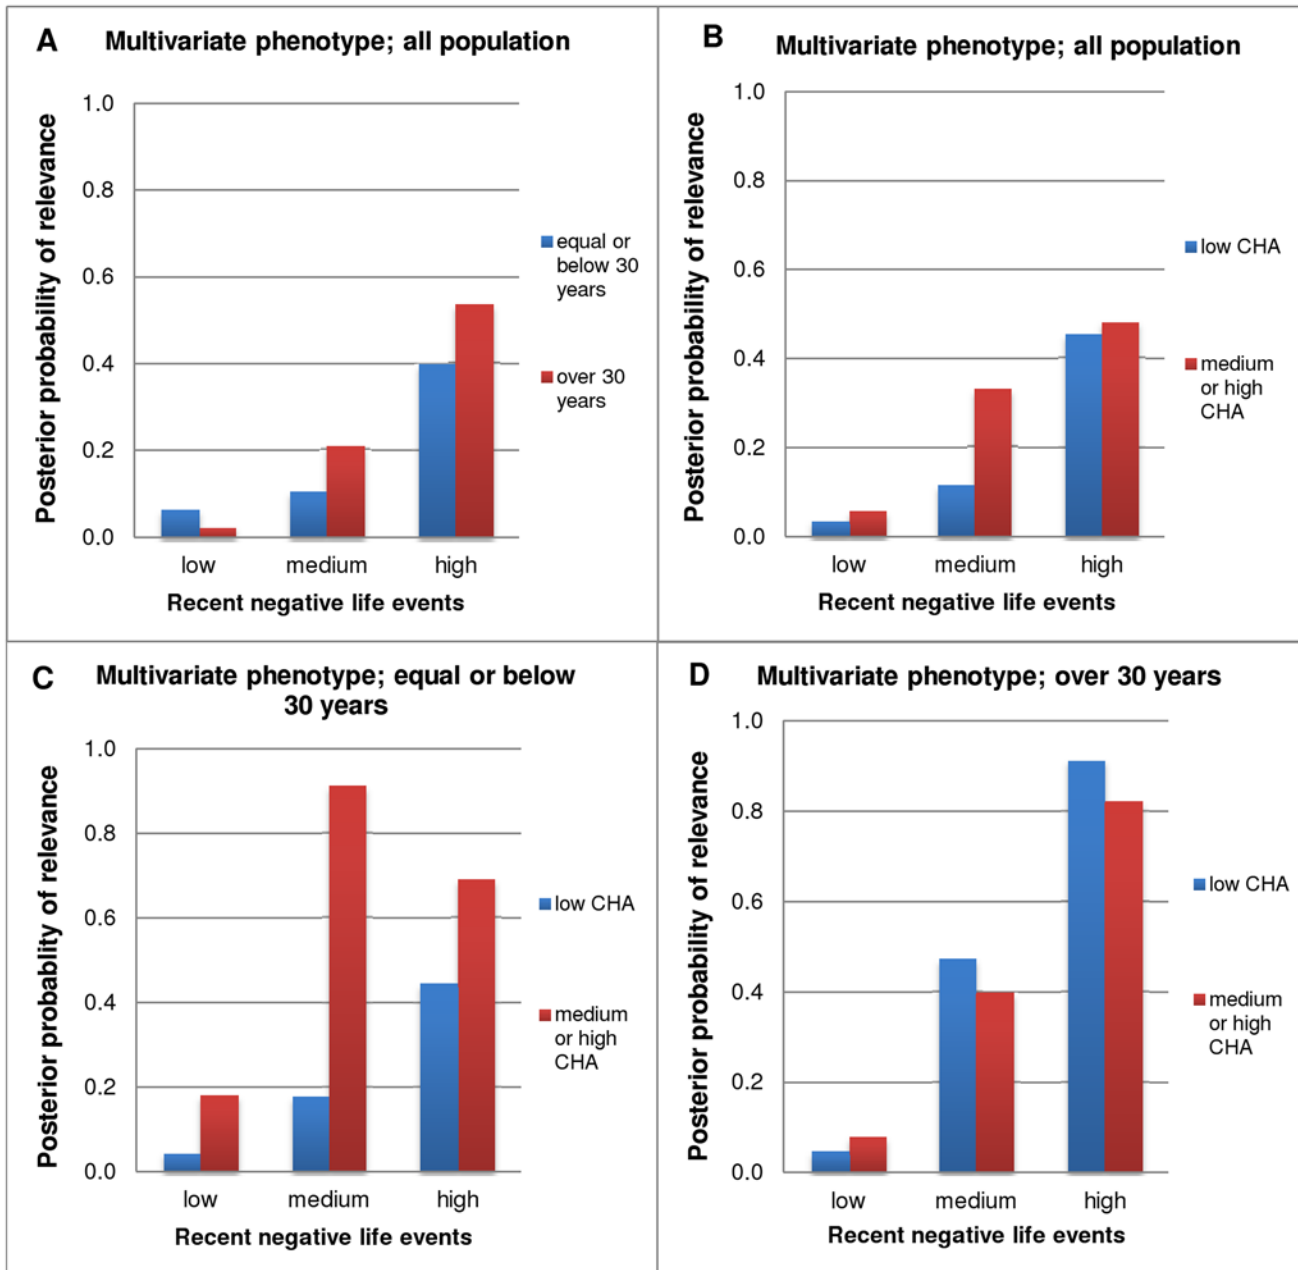 A
Multivariate phenotype; all population
Posterior probability of relevance
1.0
0.8
0.6
0.4
0.2
0.0
low
medium
high
Recent negative life events
equal or
below 30
years
over 30
years
B
Multivariate phenotype; all population
Posterior probability of relevance
1.0
0.8
0.6
0.4
0.2
0.0
low
medium
high
Recent negative life events
low CHA
medium
or high
CHA
C
Multivariate phenotype; equal or below
30 years
Posterior probablity of relevance
1.0
0.8
0.6
0.4
0.2
0.0
low
medium
high
Recent negative life events
low CHA
medium
or high
CHA
D
Multivariate phenotype; over 30 years
Posterior probability of relevance
1.0
0.8
0.6
0.4
0.2
0.0
low
medium
high
Recent negative life events
low CHA
medium
or high
CHA